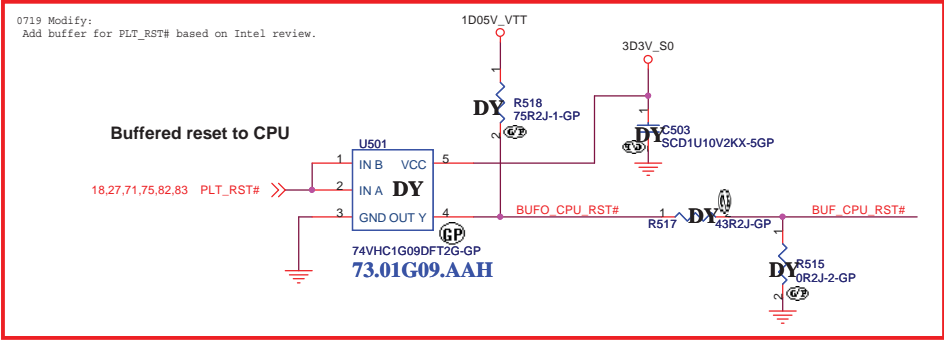 0719 Modify:
Add buffer for PLT_RST# based on Intel review.
1D05V_VTT
3D3V_S0
1
DY
R518
75R2J-1-GP
2
G/P
1
DY
C503
SCD1U10V2KX-5GP
Buffered reset to CPU
U501
1 IN B VCC 5
18,27,71,75,82,83 PLT_RST#
2 IN A DY
3 GND OUT Y 4
GP
74VHC1G09DFT2G-GP
73.01G09.AAH
BUFO_CPU_RST#
1
R517
DY
43R2J-GP
BUF_CPU_RST#
1
DY
R515
0R2J-2-GP
2
G/P